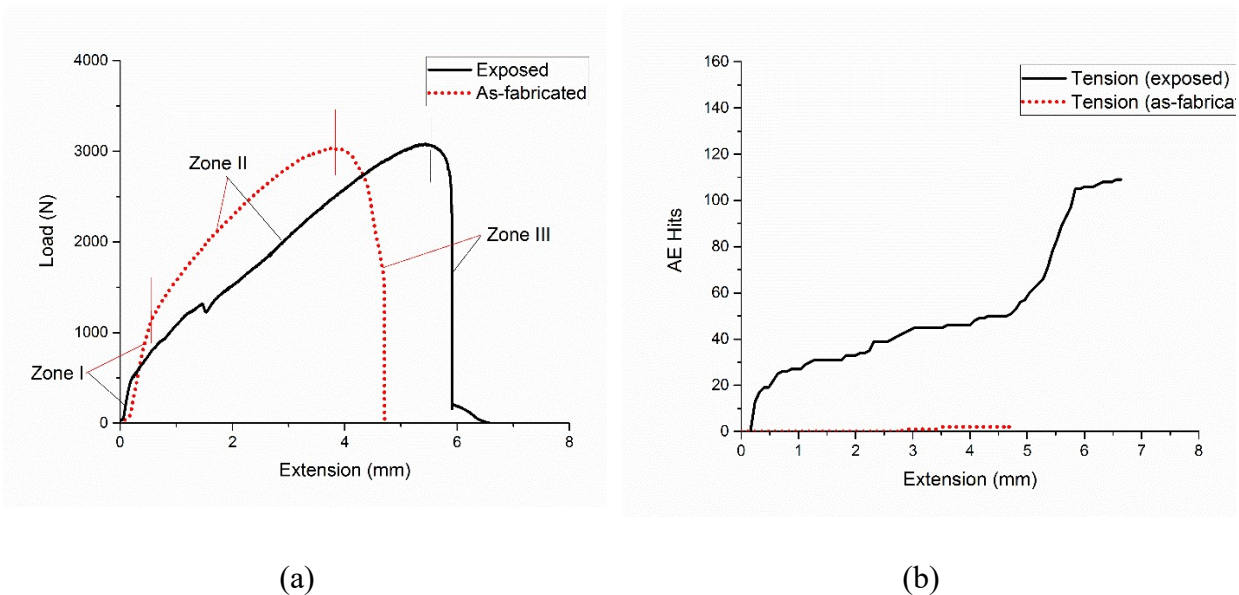 4000
3000
2000
1000
0
Load (N)
Exposed
As-fabricated
Zone I
Zone II
Zone III
0 2 4 6 8
Extension (mm)
(a)
160
140
120
100
80
60
40
20
0
AE Hits
Tension (exposed)
Tension (as-fabricat
0 1 2 3 4 5 6 7 8
Extension (mm)
(b)